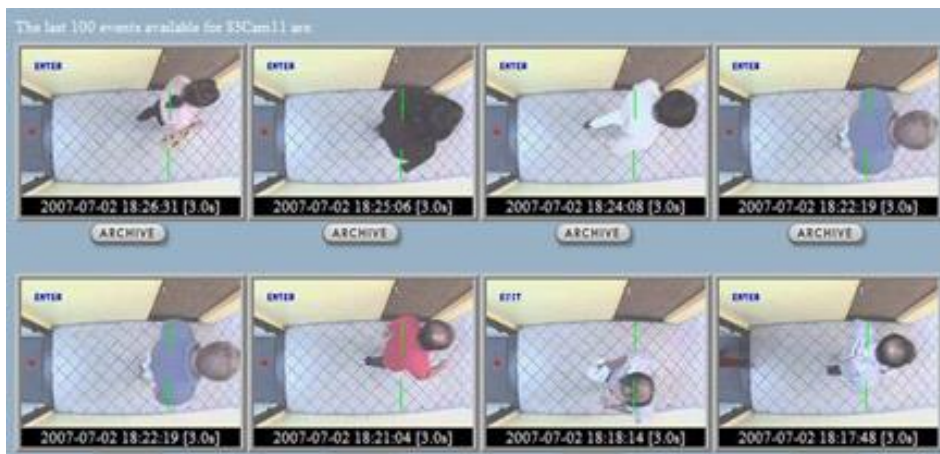 The last 100 events available for S3Cam11 are:
ENTER ENTER ENTER ENTER
2007-07-02 18:26:31 [3.0s] 2007-07-02 18:25:06 [3.0s] 2007-07-02 18:24:08 [3.0s] 2007-07-02 18:22:19 [3.0s]
ARCHIVE ARCHIVE ARCHIVE ARCHIVE
ENTER ENTER EXIT ENTER
2007-07-02 18:22:19 [3.0s] 2007-07-02 18:21:04 [3.0s] 2007-07-02 18:18:14 [3.0s] 2007-07-02 18:17:48 [3.0s]